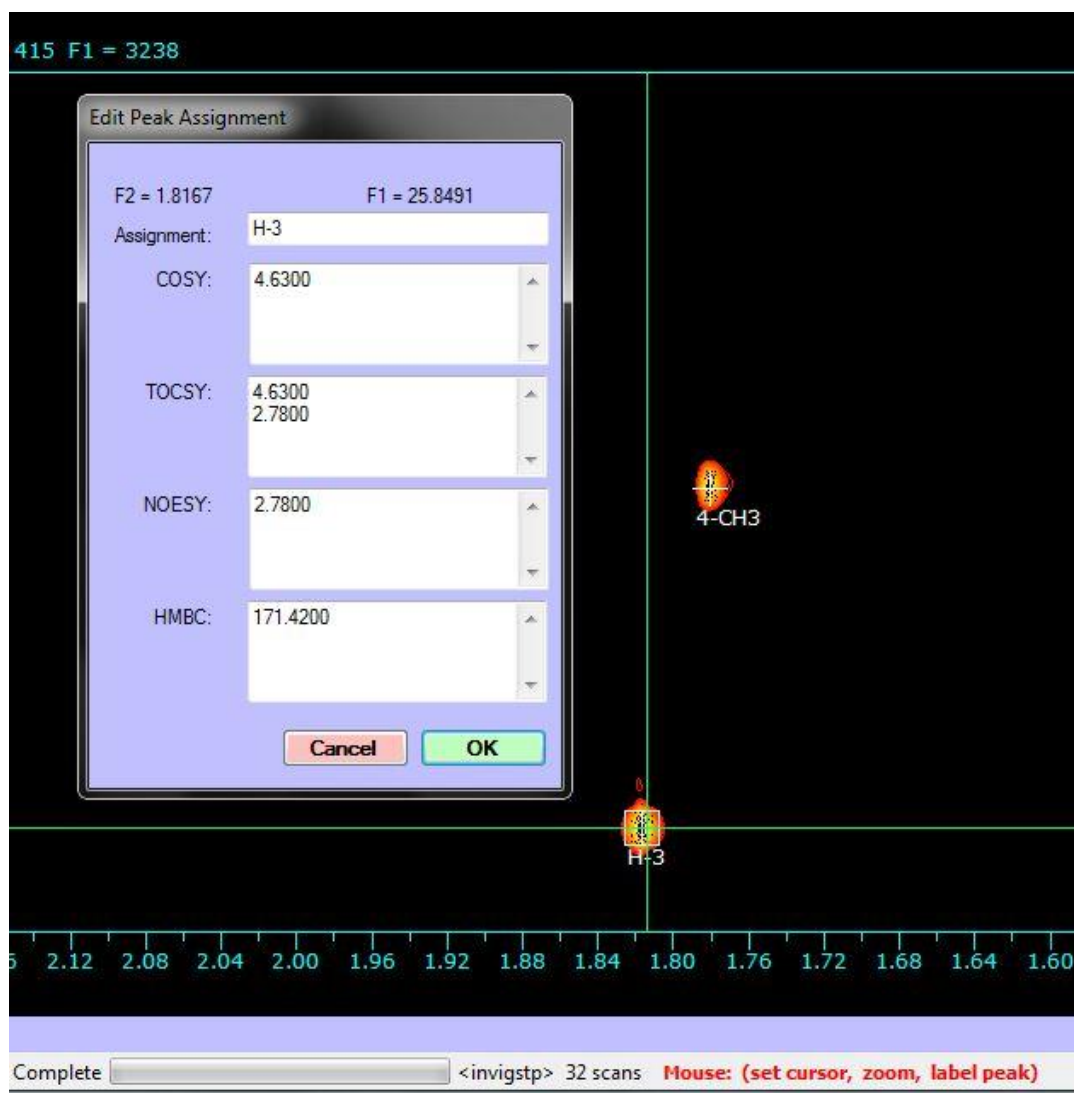 415 F1 = 3238
Edit Peak Assignment
F2 = 1.8167 F1 = 25.8491
Assignment: H-3
COSY: 4.6300
TOCSY: 4.6300
2.7800
NOESY: 2.7800
HMBC: 171.4200
Cancel OK
4-CH3
H-3
2.12 2.08 2.04 2.00 1.96 1.92 1.88 1.84 1.80 1.76 1.72 1.68 1.64 1.60
Complete <invigstp> 32 scans Mouse: (set cursor, zoom, label peak)